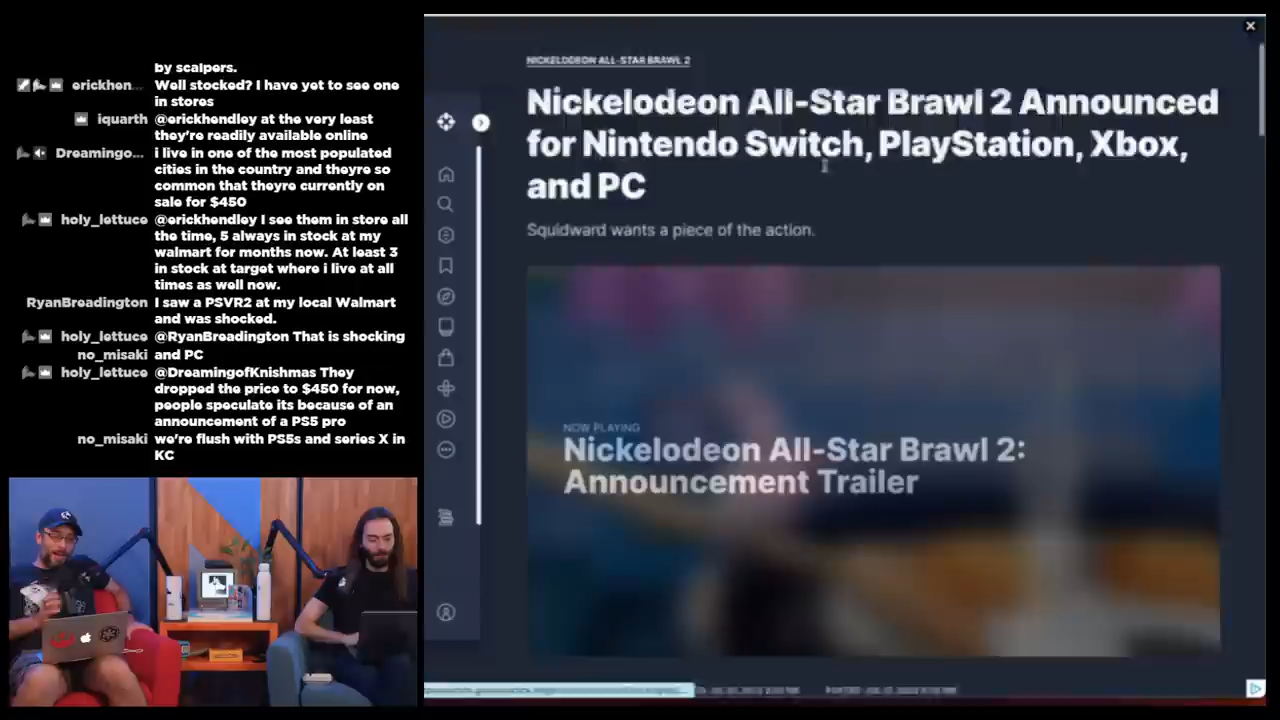 by scalpers.
erickhen... Well stocked? I have yet to see one
in stores
iquarth @erickhendley at the very least
they're readily available online
Dreamingo... i live in one of the most populated
cities in the country and theyre so
common that theyre currently on
sale for $450
holy_lettuce @erickhendley I see them in store all
the time, 5 always in stock at my
walmart for months now. At least 3
in stock at target where i live at all
times as well now.
RyanBreadington I saw a PSVR2 at my local Walmart
and was shocked.
holy_lettuce @RyanBreadington That is shocking
no_misaki and PC
holy_lettuce @DreamingofKnishmas They
dropped the price to $450 for now,
people speculate its because of an
announcement of a PS5 pro
no_misaki we're flush with PS5s and series X in
KC
NICKELODEON ALL-STAR BRAWL 2
Nickelodeon All-Star Brawl 2 Announced
for Nintendo Switch, PlayStation, Xbox,
and PC
Squidward wants a piece of the action.
NOW PLAYING
Nickelodeon All-Star Brawl 2:
Announcement Trailer